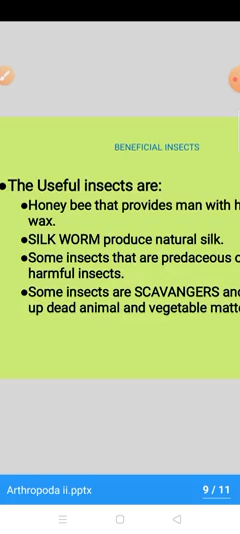 BENEFICIAL INSECTS
●The Useful insects are:
●Honey bee that provides man with
wax.
●SILK WORM produce natural silk.
●Some insects that are predaceous
harmful insects.
●Some insects are SCAVANGERS
up dead animal and vegetable
Arthropoda ii.pptx
9 / 11